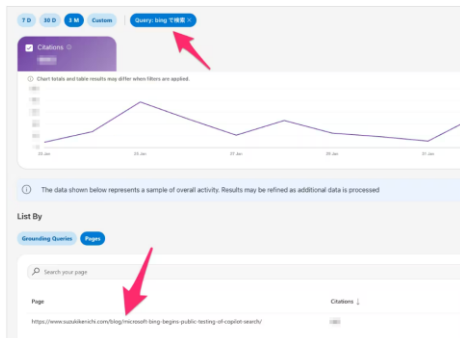 7 D 30 D 3 M Custom Query: bing で検索 ×
Citations
Chart totals and table results may differ when filters are applied.
The data shown below represents a sample of overall activity. Results may be refined as additional data is processed
List By
Grounding Queries Pages
Search your page
Page Citations ↓
https://www.suzukikenichi.com/blog/microsoft-bing-begins-public-testing-of-copilot-search/